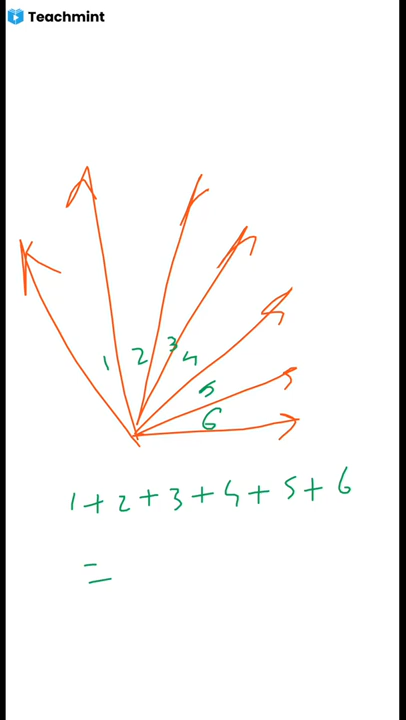 Teachmint
1 2 3 4
5
6
1+2+3+4+5+6
=